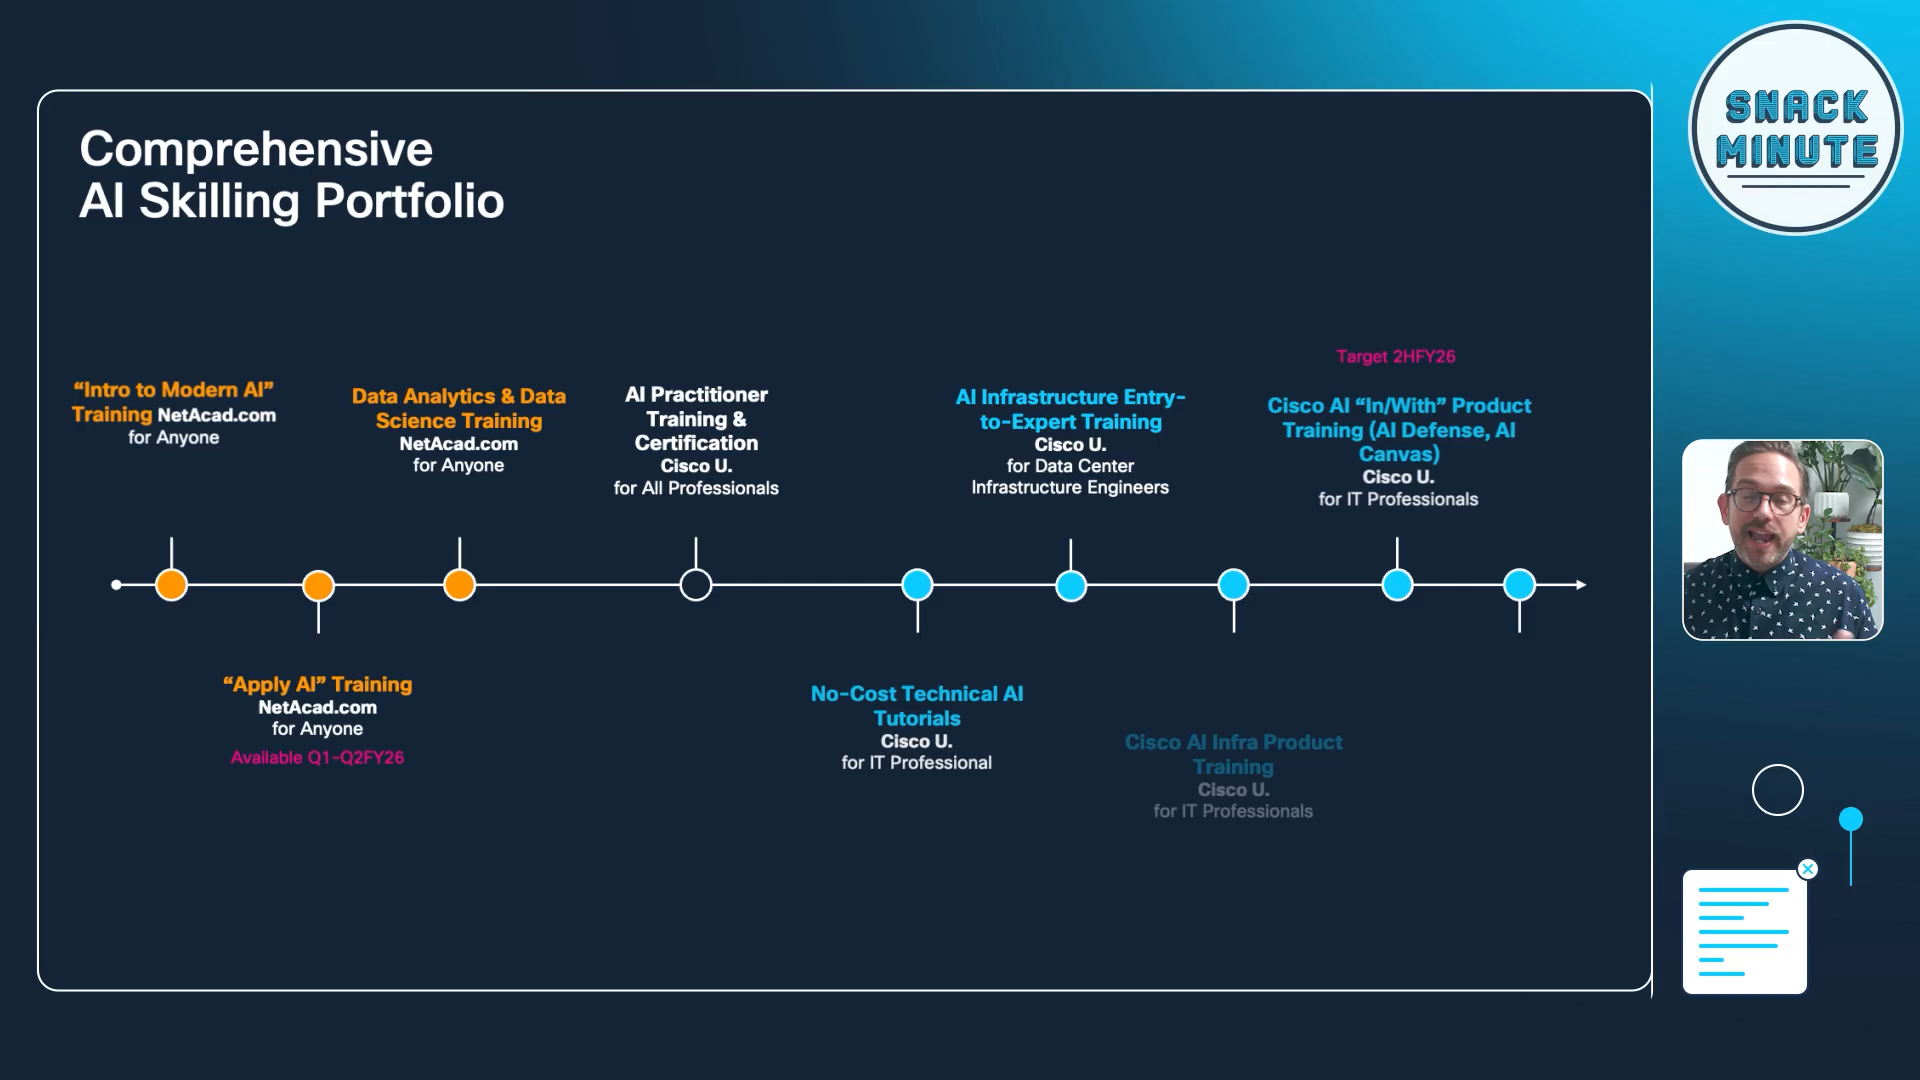 Comprehensive
AI Skilling Portfolio
SNACK
MINUTE
“Intro to Modern AI”
Training NetAcad.com
for Anyone
“Apply AI” Training
NetAcad.com
for Anyone
Available Q1-Q2FY26
Data Analytics & Data
Science Training
NetAcad.com
for Anyone
AI Practitioner
Training &
Certification
Cisco U.
for All Professionals
No-Cost Technical AI
Tutorials
Cisco U.
for IT Professional
AI Infrastructure Entry-
to-Expert Training
Cisco U.
for Data Center
Infrastructure Engineers
Cisco AI Infra Product
Training
Cisco U.
for IT Professionals
Target 2HFY26
Cisco AI “In/With” Product
Training (AI Defense, AI
Canvas)
Cisco U.
for IT Professionals